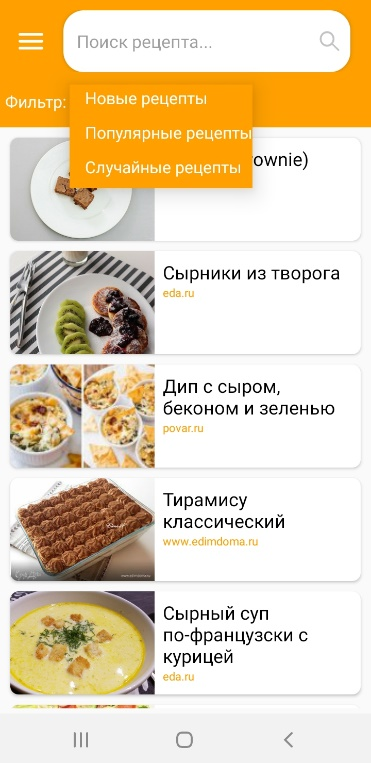 Поиск рецепта...
Фильтр:
Новые рецепты
Популярные рецепты
Случайные рецепты
ownie)
Сырники из творога
eda.ru
Дип с сыром,
беконом и зеленью
povar.ru
Тирамису
классический
www.edimdoma.ru
Сырный суп
по-французски с
курицей
eda.ru